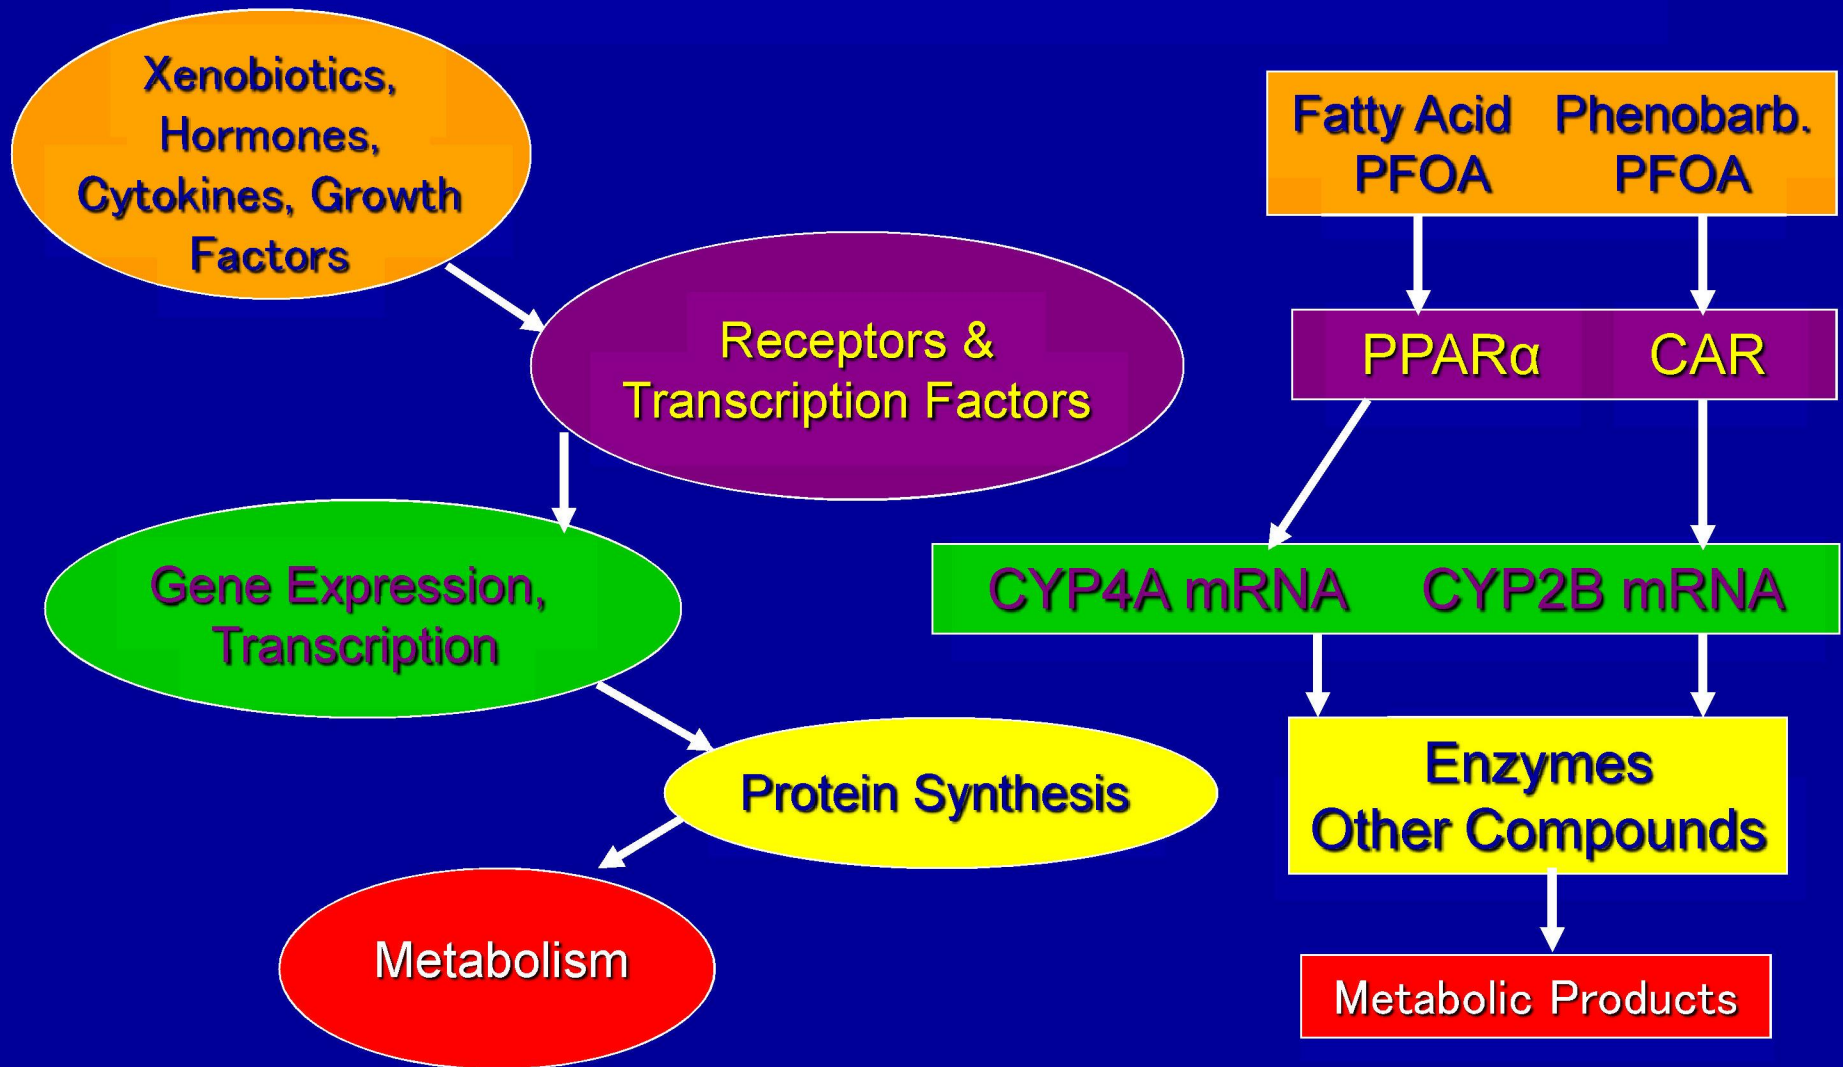 Xenobiotics,
Hormones,
Cytokines, Growth
Factors
Receptors &
Transcription Factors
Gene Expression,
Transcription
Protein Synthesis
Metabolism
Fatty Acid Phenobarb.
PFOA PFOA
PPARα CAR
CYP4A mRNA CYP2B mRNA
Enzymes
Other Compounds
Metabolic Products